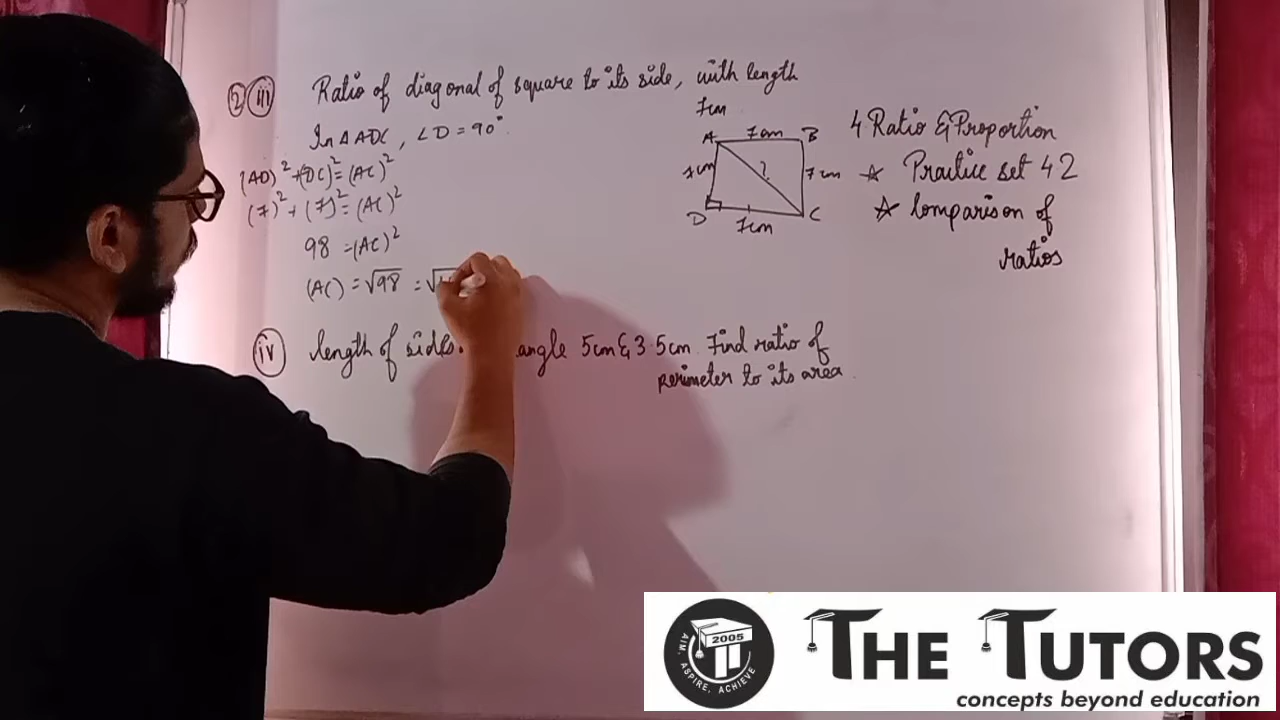 2 iii Ratio of diagonal of square to its side, with length
7cm
In △ ADC, ∠D = 90°
(AD)² + (DC)² = (AC)²
(7)² + (7)² = (AC)²
98 = (AC)²
(AC) = √98 = √
A 7cm B
7cm ? 7cm
D 7cm C
4 Ratio & Proportion
☆ Practice set 4 2
☆ Comparison of
ratios
iv length of sides angle 5cm & 3 5cm Find ratio of
perimeter to its area.
2005
AIM, ASPIRE, ACHIEVE
THE TUTORS
concepts beyond education